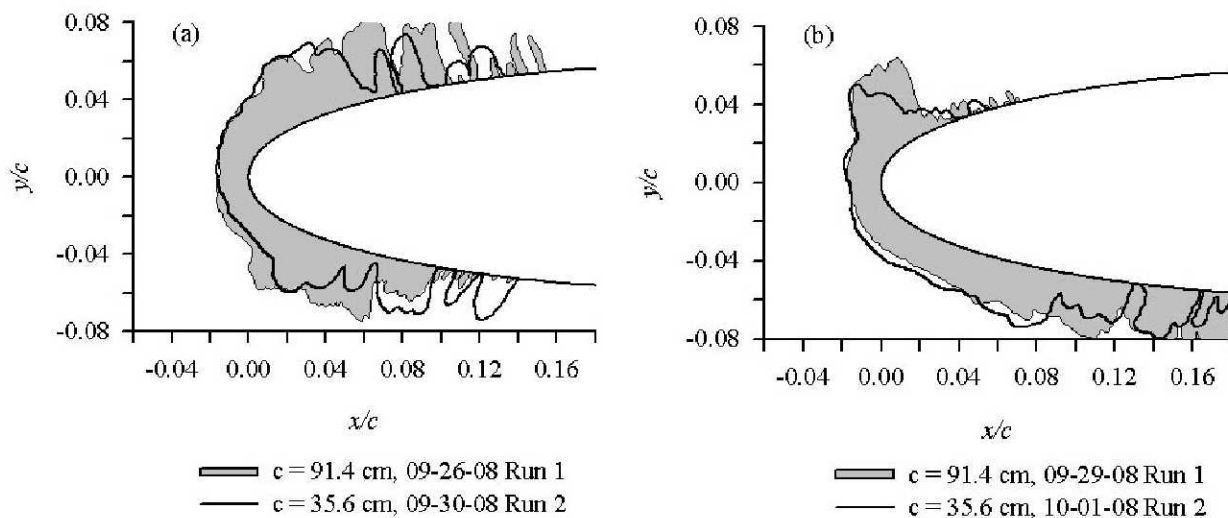 (a)
y/c
0.08
0.04
0.00
-0.04
-0.08
-0.04 0.00 0.04 0.08 0.12 0.16
x/c
c = 91.4 cm, 09-26-08 Run 1
c = 35.6 cm, 09-30-08 Run 2
(b)
y/c
0.08
0.04
0.00
-0.04
-0.08
-0.04 0.00 0.04 0.08 0.12 0.16
x/c
c = 91.4 cm, 09-29-08 Run 1
c = 35.6 cm, 10-01-08 Run 2